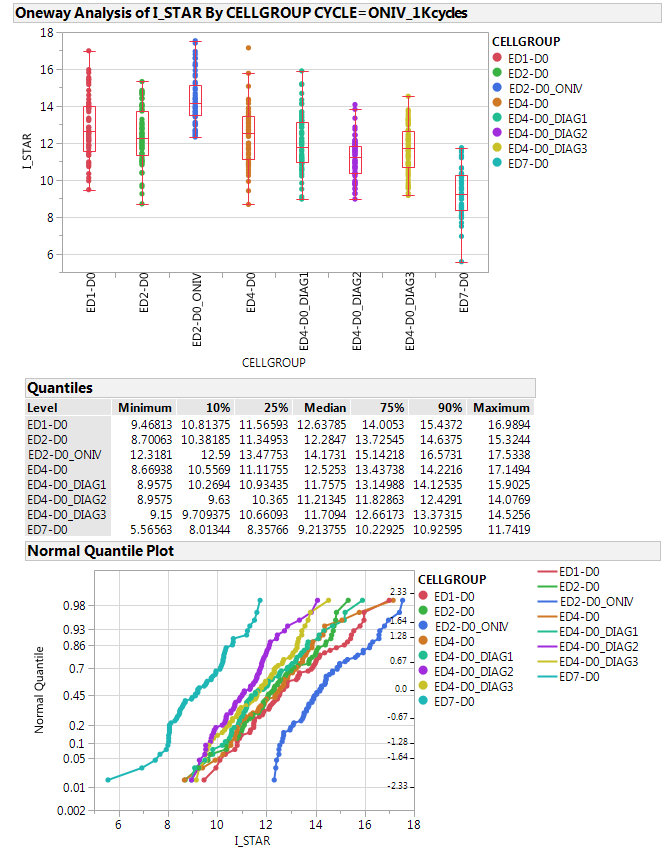 Oneway Analysis of I_STAR By CELLGROUP CYCLE=ONIV_1Kcycles
18
16
14
12
10
8
6
I_STAR
ED1-D0
ED2-D0
ED2-D0_ONIV
ED4-D0
ED4-D0_DIAG1
ED4-D0_DIAG2
ED4-D0_DIAG3
ED7-D0
CELLGROUP
CELLGROUP
ED1-D0
ED2-D0
ED2-D0_ONIV
ED4-D0
ED4-D0_DIAG1
ED4-D0_DIAG2
ED4-D0_DIAG3
ED7-D0
Quantiles
Level Minimum 10% 25% Median 75% 90% Maximum
ED1-D0 9.46813 10.81375 11.56593 12.63785 14.0053 15.4372 16.9894
ED2-D0 8.70063 10.38185 11.34953 12.2847 13.72545 14.6375 15.3244
ED2-D0_ONIV 12.3181 12.59 13.47753 14.1731 15.14218 16.5731 17.5338
ED4-D0 8.66938 10.5569 11.11755 12.5253 13.43738 14.2216 17.1494
ED4-D0_DIAG1 8.9575 10.2694 10.93435 11.7575 13.14988 14.12535 15.9025
ED4-D0_DIAG2 8.9575 9.63 10.365 11.21345 11.82863 12.4291 14.0769
ED4-D0_DIAG3 9.15 9.709375 10.66093 11.7094 12.66173 13.37315 14.5256
ED7-D0 5.56563 8.01344 8.35766 9.213755 10.22925 10.92595 11.7419
Normal Quantile Plot
Normal Quantile
0.98
0.93
0.86
0.7
0.45
0.2
0.1
0.05
0.01
0.002
2.33
1.64
1.28
0.67
0.0
-0.67
-1.28
-1.64
-2.33
6 8 10 12 14 16 18
I_STAR
CELLGROUP
ED1-D0
ED2-D0
ED2-D0_ONIV
ED4-D0
ED4-D0_DIAG1
ED4-D0_DIAG2
ED4-D0_DIAG3
ED7-D0
ED1-D0
ED2-D0
ED2-D0_ONIV
ED4-D0
ED4-D0_DIAG1
ED4-D0_DIAG2
ED4-D0_DIAG3
ED7-D0